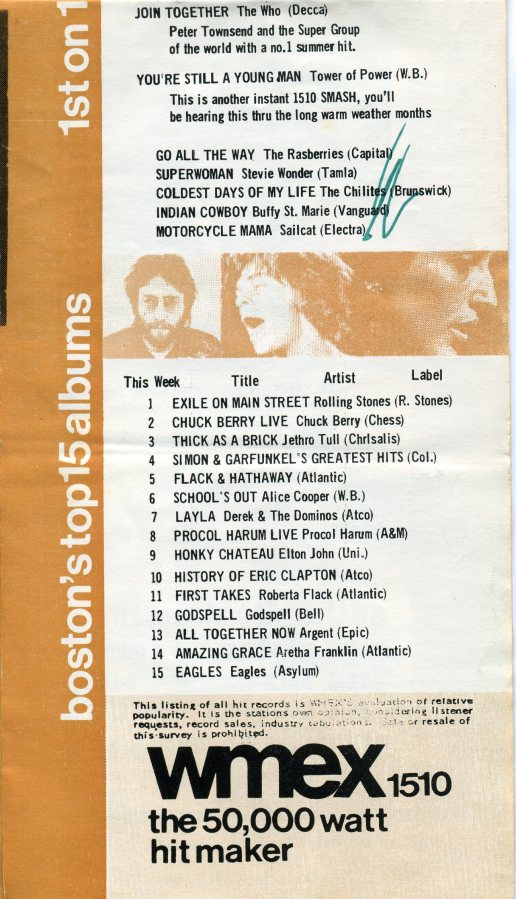 1st on 1
JOIN TOGETHER The Who (Decca)
Peter Townsend and the Super Group
of the world with a no.1 summer hit.
YOU'RE STILL A YOUNG MAN Tower of Power (W.B.)
This is another instant 1510 SMASH, you'll
be hearing this thru the long warm weather months
GO ALL THE WAY The Rasberries (Capital)
SUPERWOMAN Stevie Wonder (Tamla)
COLDEST DAYS OF MY LIFE The Chilites (Brunswick)
INDIAN COWBOY Buffy St. Marie (Vanguard)
MOTORCYCLE MAMA Sailcat (Electra)
boston's top 15 albums
This Week Title Artist Label
1 EXILE ON MAIN STREET Rolling Stones (R. Stones)
2 CHUCK BERRY LIVE Chuck Berry (Chess)
3 THICK AS A BRICK Jethro Tull (Chrlsalis)
4 SIMON & GARFUNKEL'S GREATEST HITS (Col.)
5 FLACK & HATHAWAY (Atlantic)
6 SCHOOL'S OUT Alice Cooper (W.B.)
7 LAYLA Derek & The Dominos (Atco)
8 PROCOL HARUM LIVE Procol Harum (A&M)
9 HONKY CHATEAU Elton John (Uni.)
10 HISTORY OF ERIC CLAPTON (Atco)
11 FIRST TAKES Roberta Flack (Atlantic)
12 GODSPELL Godspell (Bell)
13 ALL TOGETHER NOW Argent (Epic)
14 AMAZING GRACE Aretha Franklin (Atlantic)
15 EAGLES Eagles (Asylum)
This listing of all hit records is WMEX'S evaluation of relative
popularity. It is the stations own opinion, considering listener
requests, record sales, industry tabulations. Sale or resale of
this survey is prohibited.
wmex 1510
the 50,000 watt
hit maker